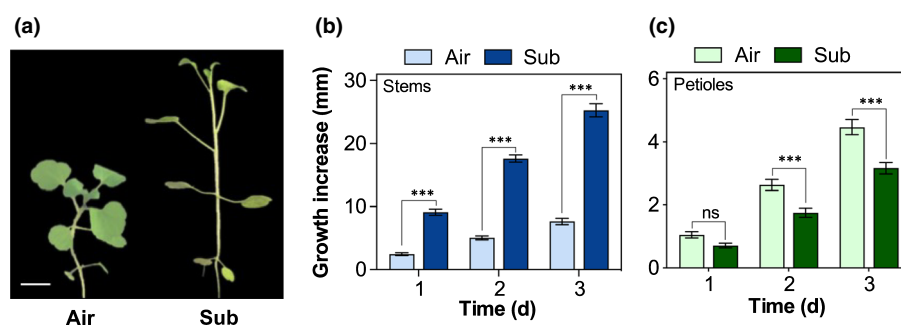 (a)
Air
Sub
(b)
Air Sub
Growth increase (mm)
30
20
10
0
Stems
***
***
***
1 2 3
Time (d)
(c)
Air Sub
6
4
2
0
Petioles
ns
***
***
1 2 3
Time (d)